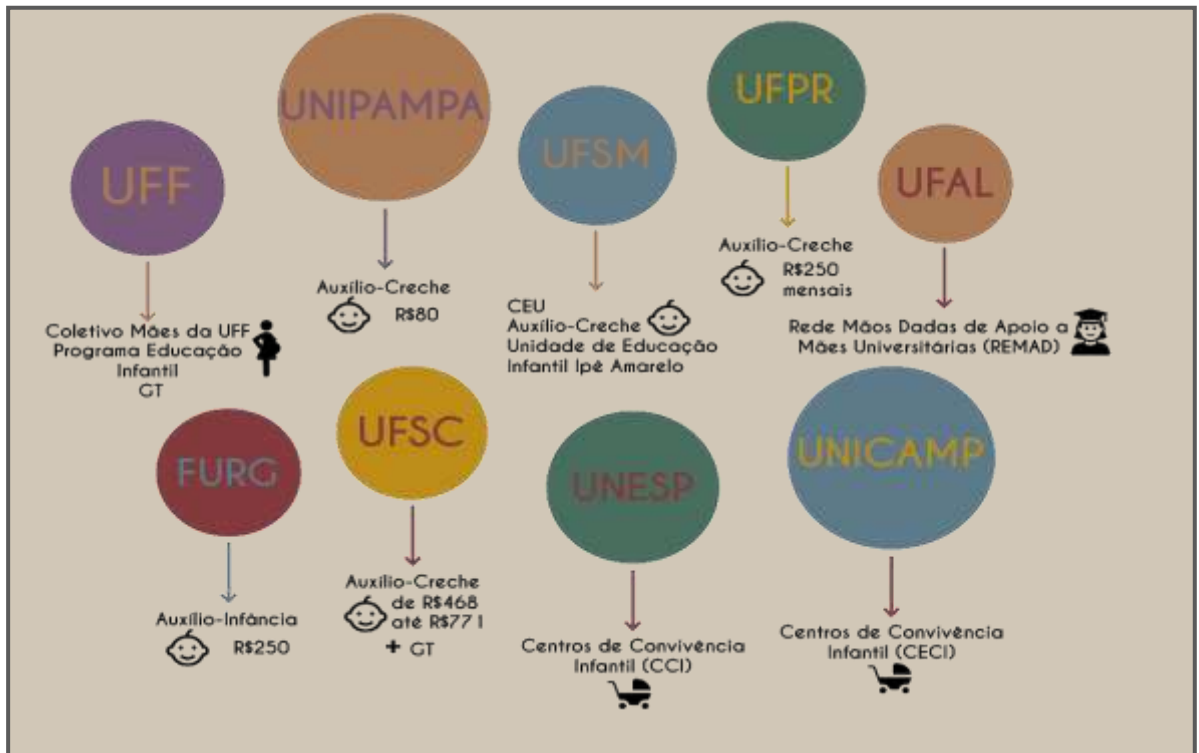 UFF
Coletivo Mães da UFF
Programa Educação
Infantil
GT
UNIPAMPA
Auxílio-Creche
R$80
UFSM
CEU
Auxílio-Creche
Unidade de Educação
Infantil Ipê Amarelo
UFPR
Auxílio-Creche
R$250
mensais
UFAL
Rede Mãos Dadas de Apoio a
Mães Universitárias (REMAD)
FURG
Auxílio-Infância
R$250
UFSC
Auxílio-Creche
de R$468
até R$771
+ GT
UNESP
Centros de Convivência
Infantil (CCI)
UNICAMP
Centros de Convivência
Infantil (CECI)